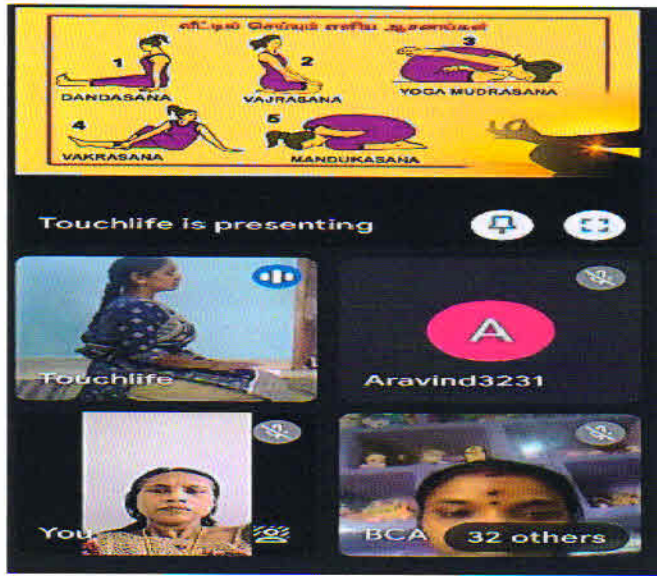 வீட்டில் செய்யும் எளிய ஆசனங்கள்
1
2
3
DANDASANA
VAJRASANA
YOGA MUDRASANA
4
5
VAKRASANA
MANDUKASANA
Touchlife is presenting
Touchlife
A
Aravind3231
You
BCA
32 others